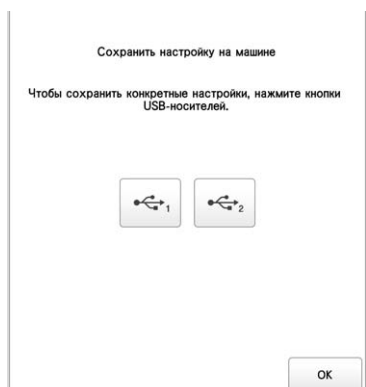 Сохранить настройку на машине
Чтобы сохранить конкретные настройки, нажмите кнопки
USB-носителей.
1 2
OK